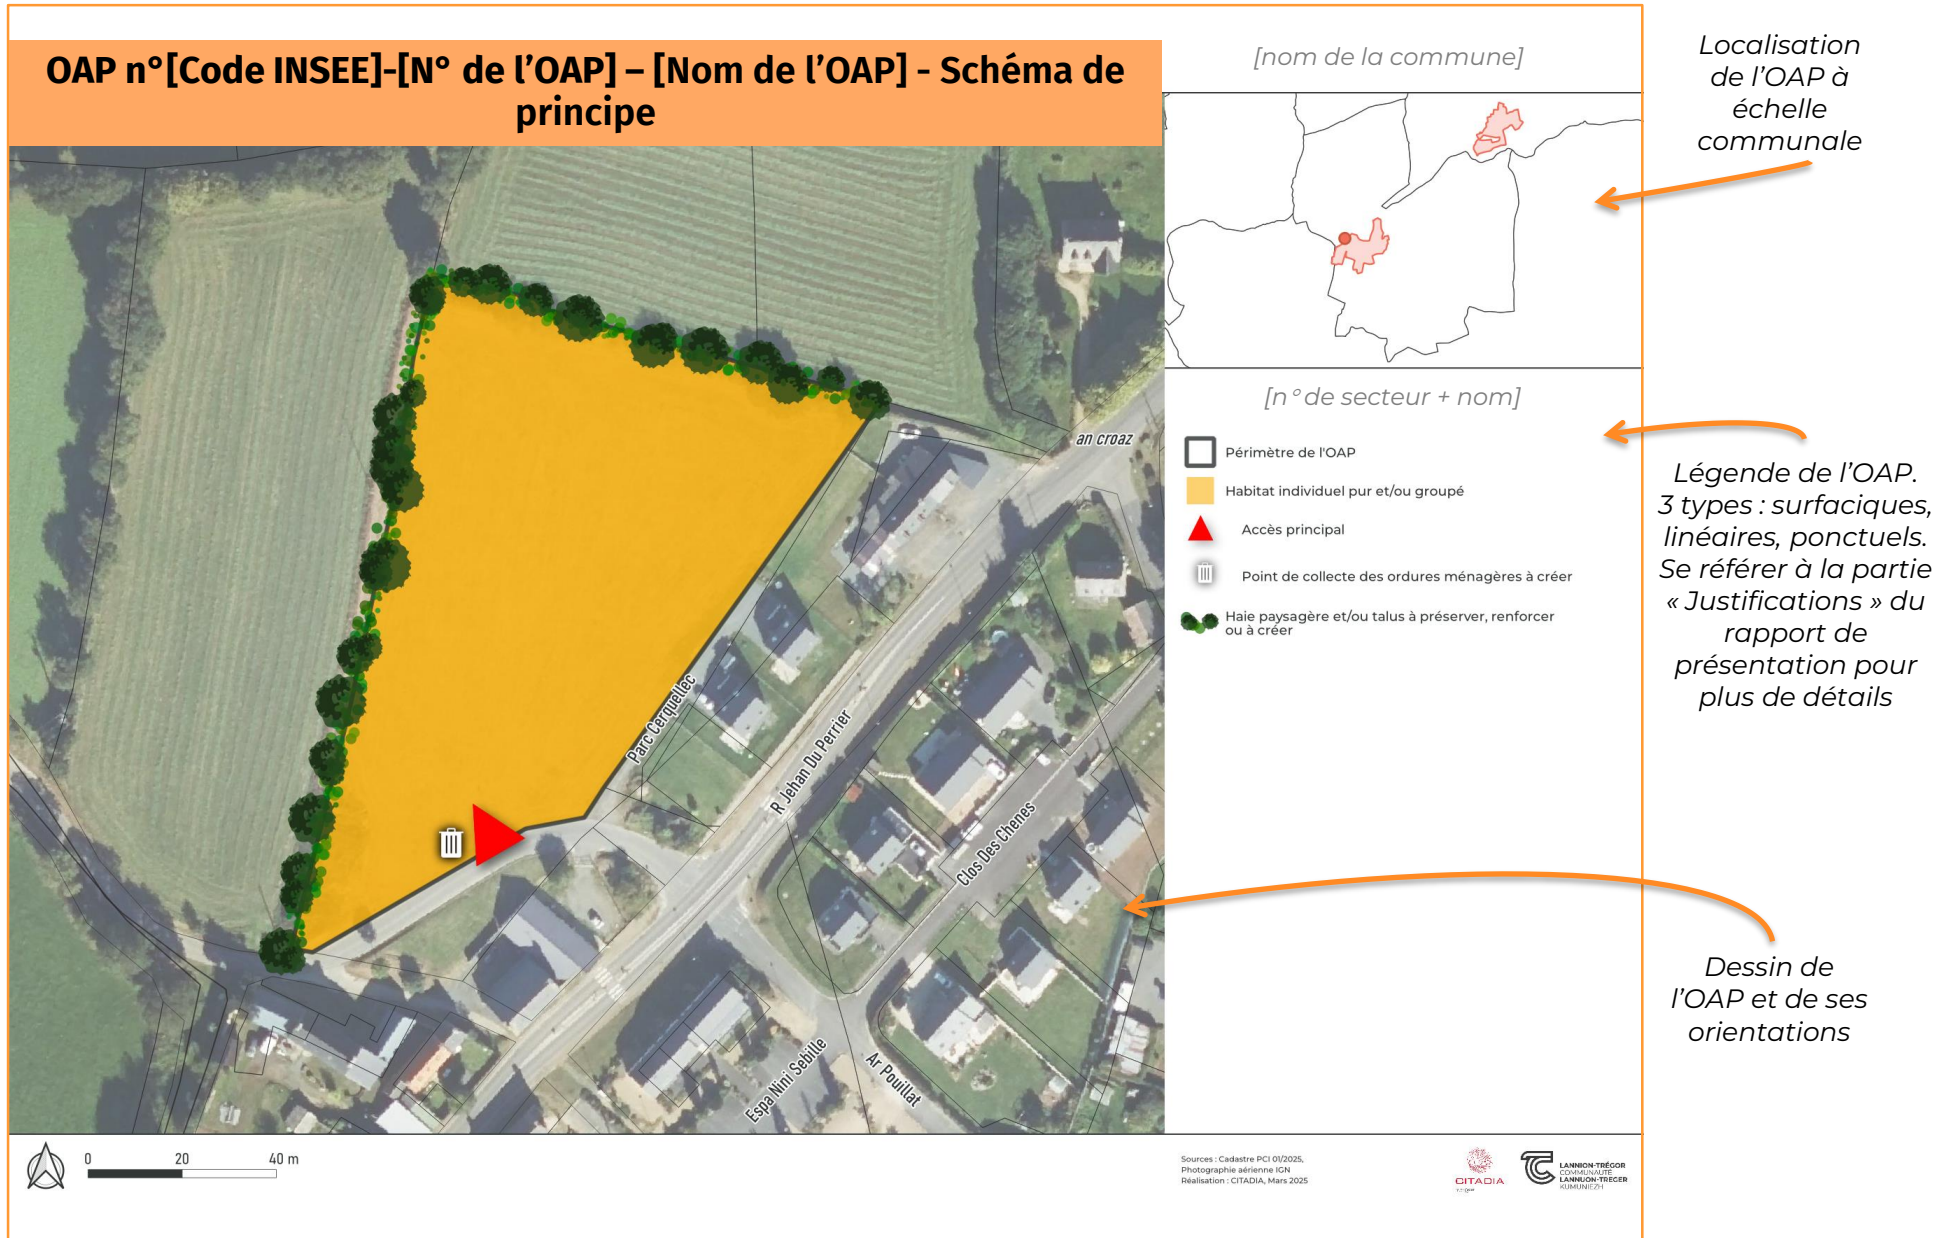 OAP n°[Code INSEE]-[N° de l’OAP] – [Nom de l’OAP] - Schéma de
principe
[nom de la commune]
Localisation
de l’OAP à
échelle
communale
[n° de secteur + nom]
Périmètre de l'OAP
Habitat individuel pur et/ou groupé
Accès principal
Point de collecte des ordures ménagères à créer
Haie paysagère et/ou talus à préserver, renforcer
ou à créer
Légende de l’OAP.
3 types : surfaciques,
linéaires, ponctuels.
Se référer à la partie
« Justifications » du
rapport de
présentation pour
plus de détails
Dessin de
l’OAP et de ses
orientations
an croaz
Parc Cerquellec
R Jehan Du Perrier
Clos Des Chenes
Espa Nini Sebille
Ar Pouillat
0 20 40 m
Sources : Cadastre PCI 01/2025,
Photographie aérienne IGN
Réalisation : CITADIA, Mars 2025
CITADIA
LANNION-TRÉGOR
COMMUNAUTÉ
LANNUON-TREGER
KUMUNIEZH